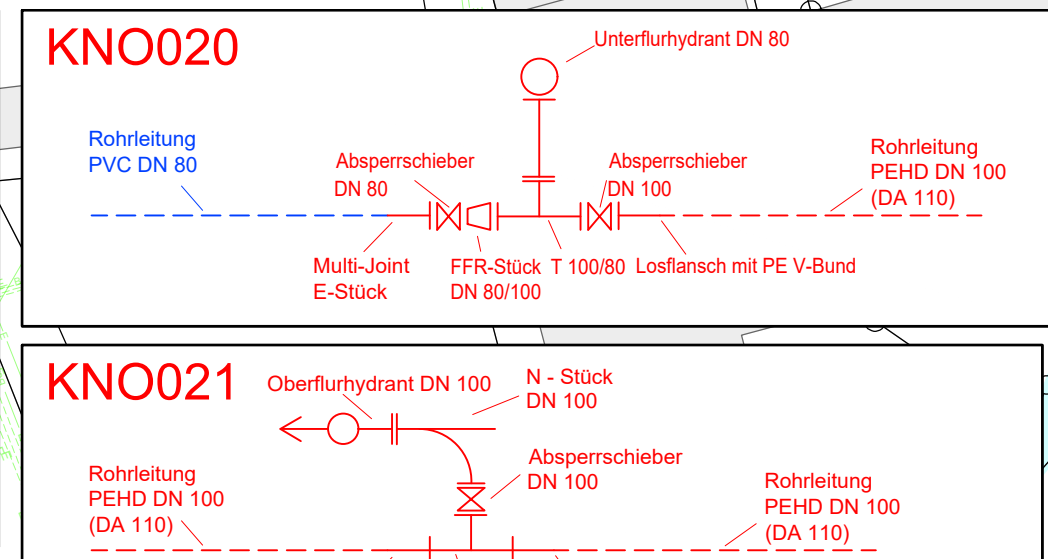 KNO020
Unterflurhydrant DN 80
Rohrleitung
PVC DN 80
Absperrschieber
DN 80
Absperrschieber
DN 100
Rohrleitung
PEHD DN 100
(DA 110)
Multi-Joint
E-Stück
FFR-Stück
DN 80/100
T 100/80
Losflansch mit PE V-Bund
KNO021
Oberflurhydrant DN 100
N - Stück
DN 100
Absperrschieber
DN 100
Rohrleitung
PEHD DN 100
(DA 110)
Rohrleitung
PEHD DN 100
(DA 110)